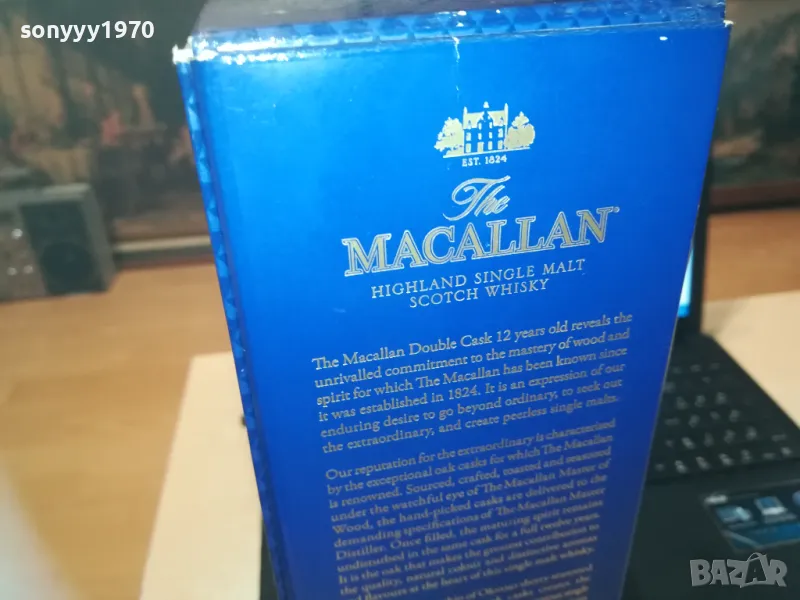 sonyyy1970
EST. 1824
The
MACALLAN
HIGHLAND SINGLE MALT
SCOTCH WHISKY
The Macallan Double Cask 12 years old reveals the
unrivalled commitment to the mastery of wood and
spirit for which The Macallan has been known since
it was established in 1824. It is an expression of our
enduring desire to go beyond ordinary, to seek out
the extraordinary, and create peerless single malts.
Our reputation for the extraordinary is characterised
by the exceptional oak casks for which The Macallan
is renowned. Sourced, crafted, toasted and seasoned
under the watchful eye of The Macallan Master of
Wood, the hand-picked casks are delivered to the
demanding specifications of The Macallan Master
Distiller. Once filled, the maturing spirit remains
undisturbed in the same cask for a full twelve years.
It is the oak that makes the greatest contribution to
the quality, natural colour and distinctive aromas
and flavours at the heart of this single malt whisky.
of Oloroso sherry seasoned
BAZAR
bazar.bg